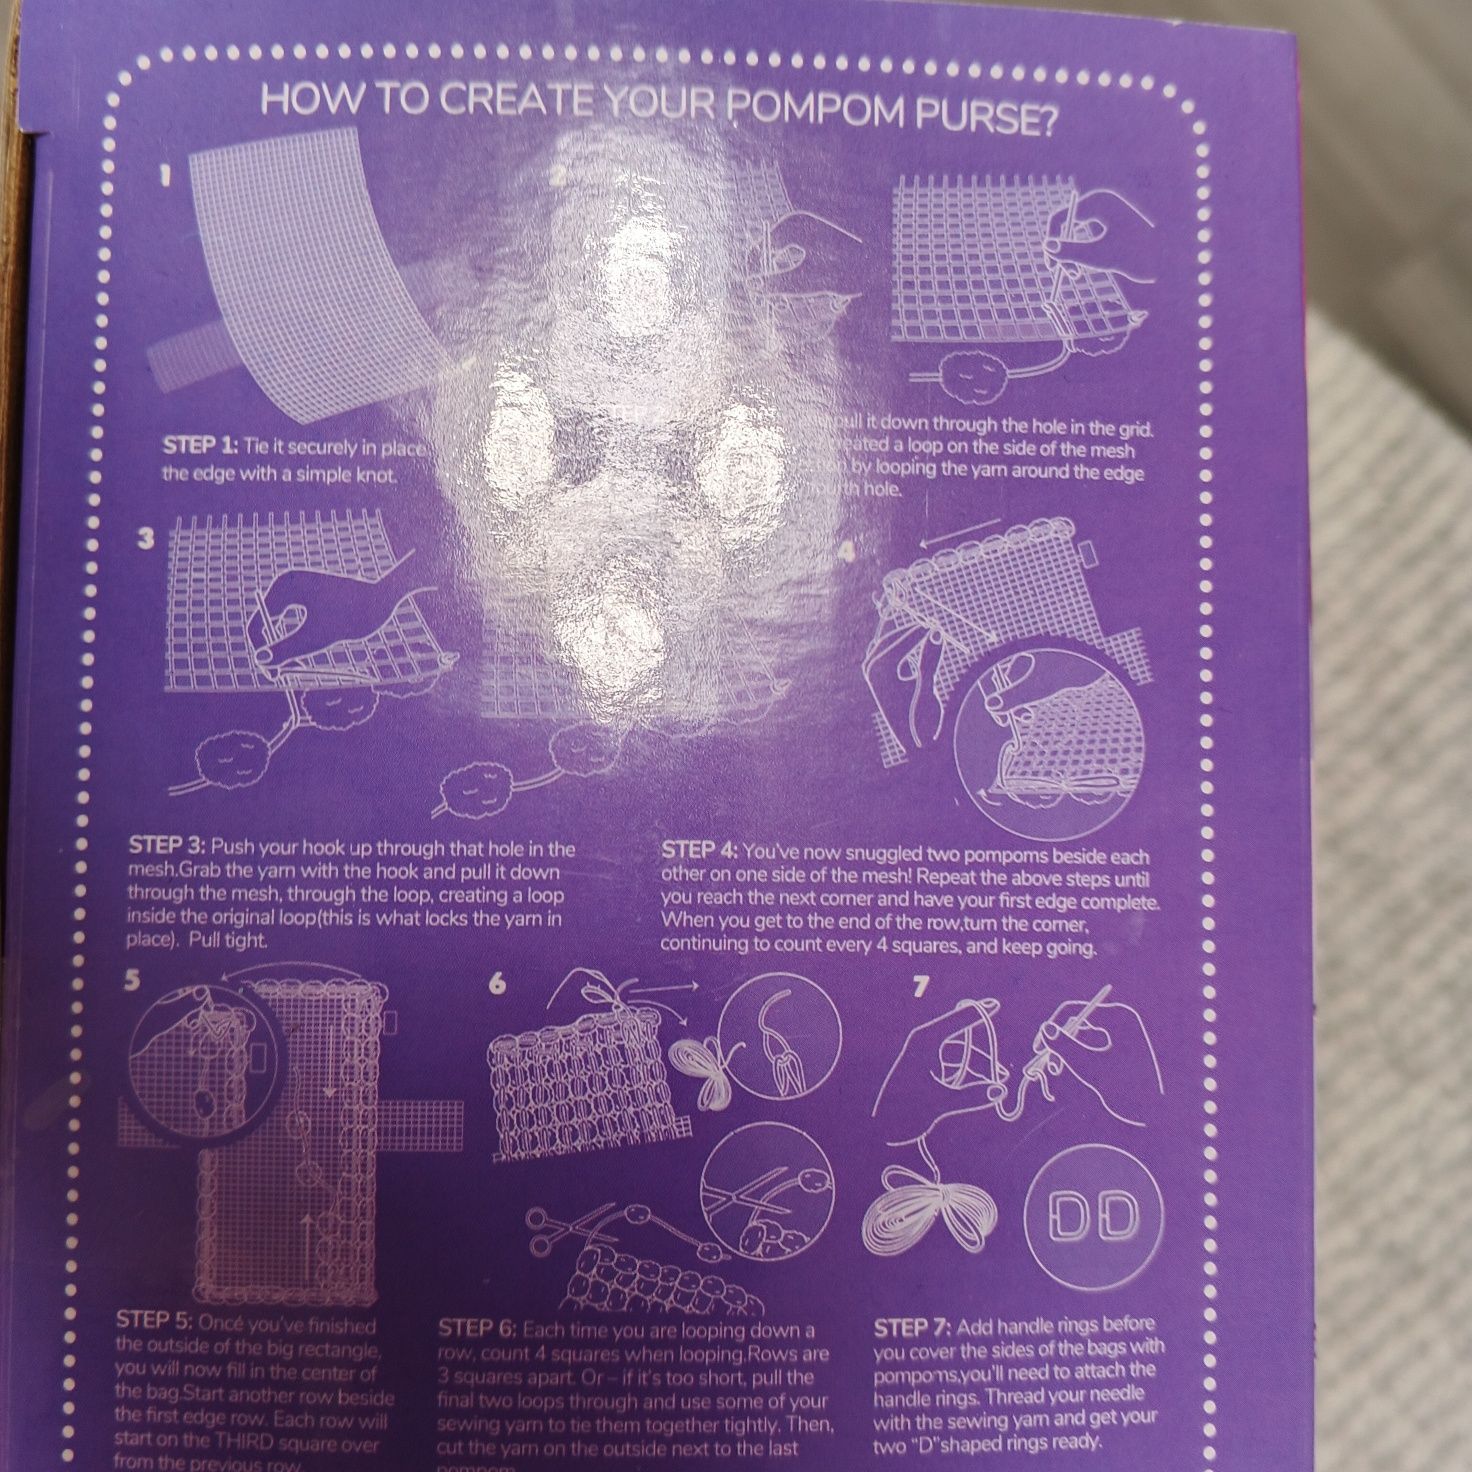 HOW TO CREATE YOUR POMPOM PURSE?
1
2
STEP 1: Tie it securely in place
the edge with a simple knot.
pull it down through the hole in the grid.
a loop on the side of the mesh
by looping the yarn around the edge
hole.
3
4
STEP 3: Push your hook up through that hole in the
mesh.Grab the yarn with the hook and pull it down
through the mesh, through the loop, creating a loop
inside the original loop(this is what locks the yarn in
place). Pull tight.
STEP 4: You've now snuggled two pompoms beside each
other on one side of the mesh! Repeat the above steps until
you reach the next corner and have your first edge complete.
When you get to the end of the row,turn the corner,
continuing to count every 4 squares, and keep going.
5
6
7
DD
STEP 5: Once you've finished
the outside of the big rectangle,
you will now fill in the center of
the bag.Start another row beside
the first edge row. Each row will
start on the THIRD square over
from the previous row.
STEP 6: Each time you are looping down a
row, count 4 squares when looping.Rows are
3 squares apart. Or – if it's too short, pull the
final two loops through and use some of your
sewing yarn to tie them together tightly. Then,
cut the yarn on the outside next to the last
pompom.
STEP 7: Add handle rings before
you cover the sides of the bags with
pompoms,you'll need to attach the
handle rings. Thread your needle
with the sewing yarn and get your
two "D"shaped rings ready.